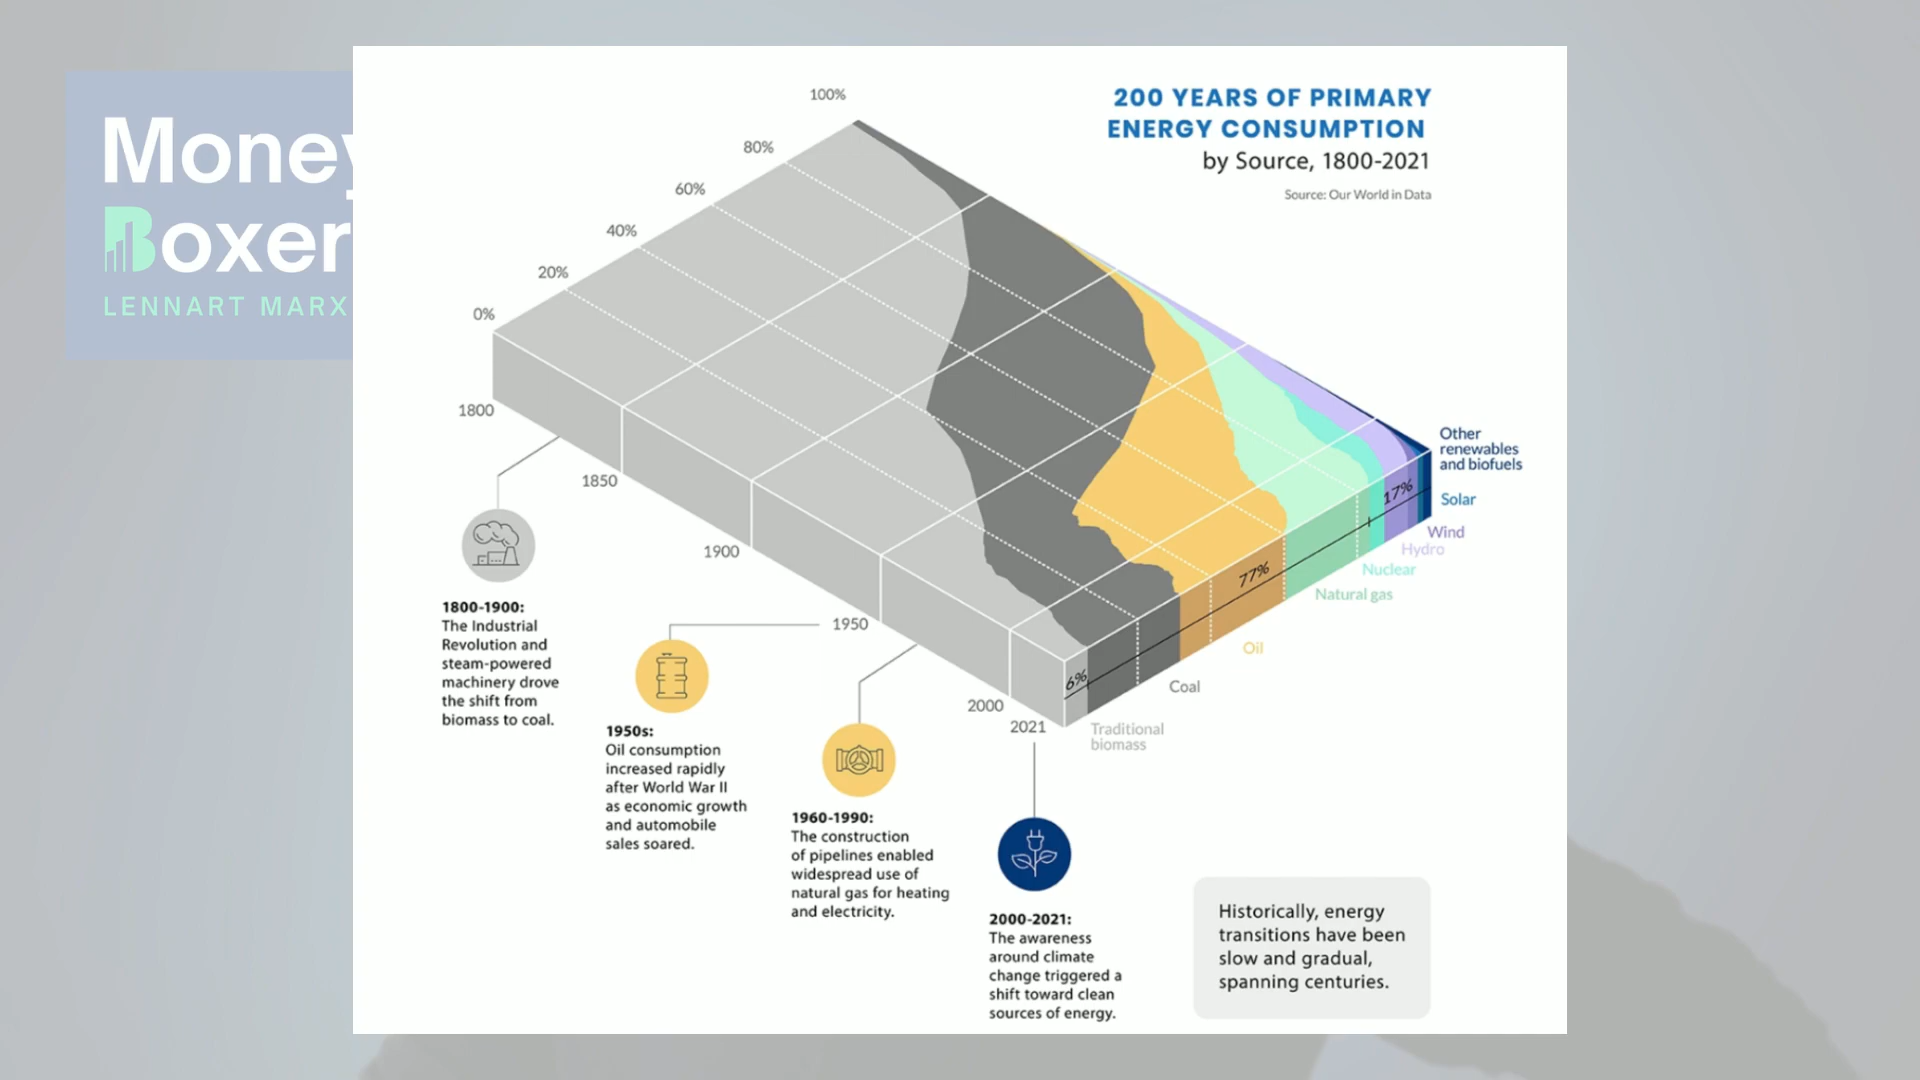 Money
Boxer
LENNART MARX
200 YEARS OF PRIMARY
ENERGY CONSUMPTION
by Source, 1800-2021
Source: Our World in Data
100%
80%
60%
40%
20%
0%
1800
1850
1900
1950
2000
2021
6%
77%
17%
Other
renewables
and biofuels
Solar
Wind
Hydro
Nuclear
Natural gas
Oil
Coal
Traditional
biomass
1800-1900:
The Industrial
Revolution and
steam-powered
machinery drove
the shift from
biomass to coal.
1950s:
Oil consumption
increased rapidly
after World War II
as economic growth
and automobile
sales soared.
1960-1990:
The construction
of pipelines enabled
widespread use of
natural gas for heating
and electricity.
2000-2021:
The awareness
around climate
change triggered a
shift toward clean
sources of energy.
Historically, energy
transitions have been
slow and gradual,
spanning centuries.